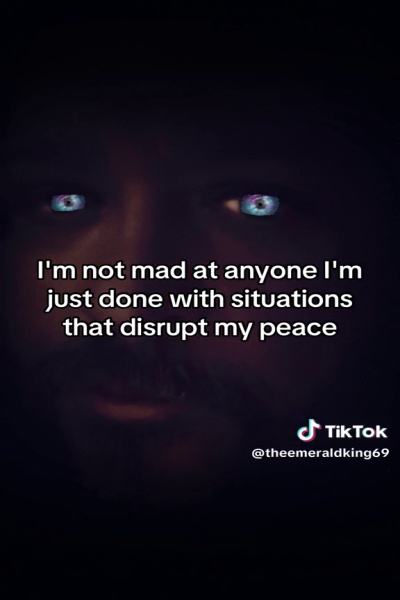 I'm not mad at anyone I'm
just done with situations
that disrupt my peace
TikTok
@theemeraldking69